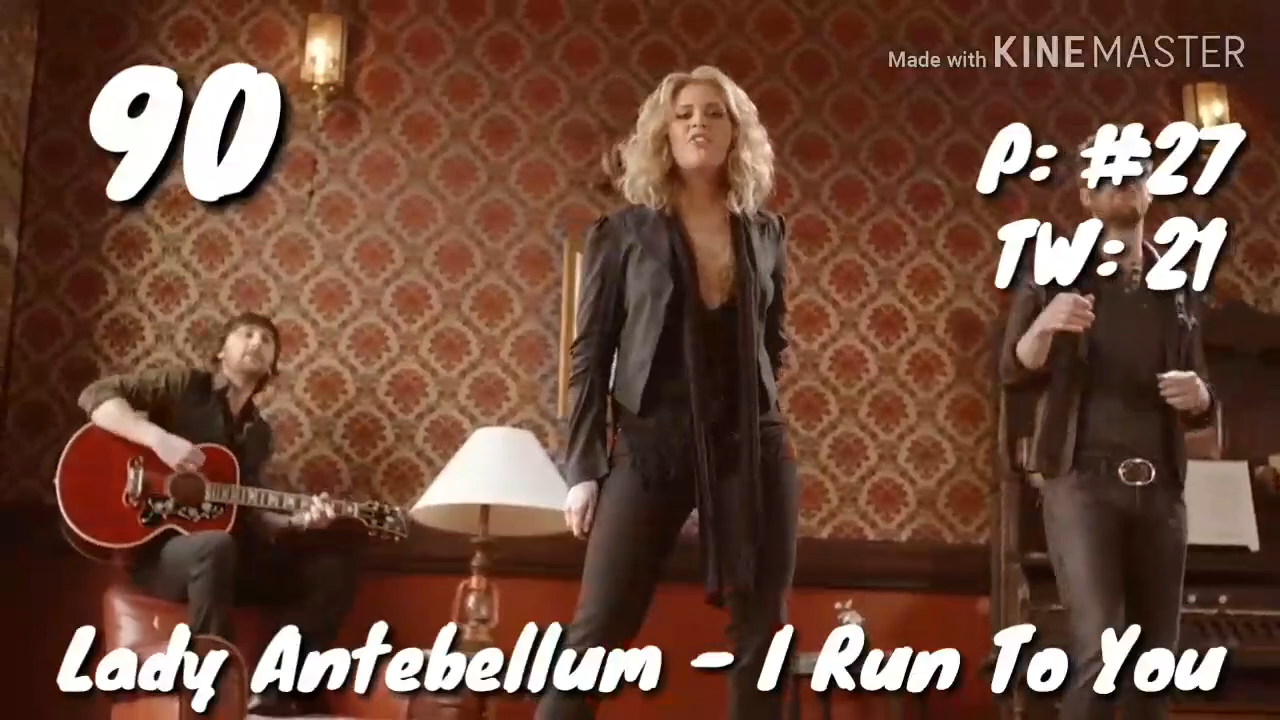 Made with KINEMASTER
90
P: #27
TW: 21
Lady Antebellum - I Run To You